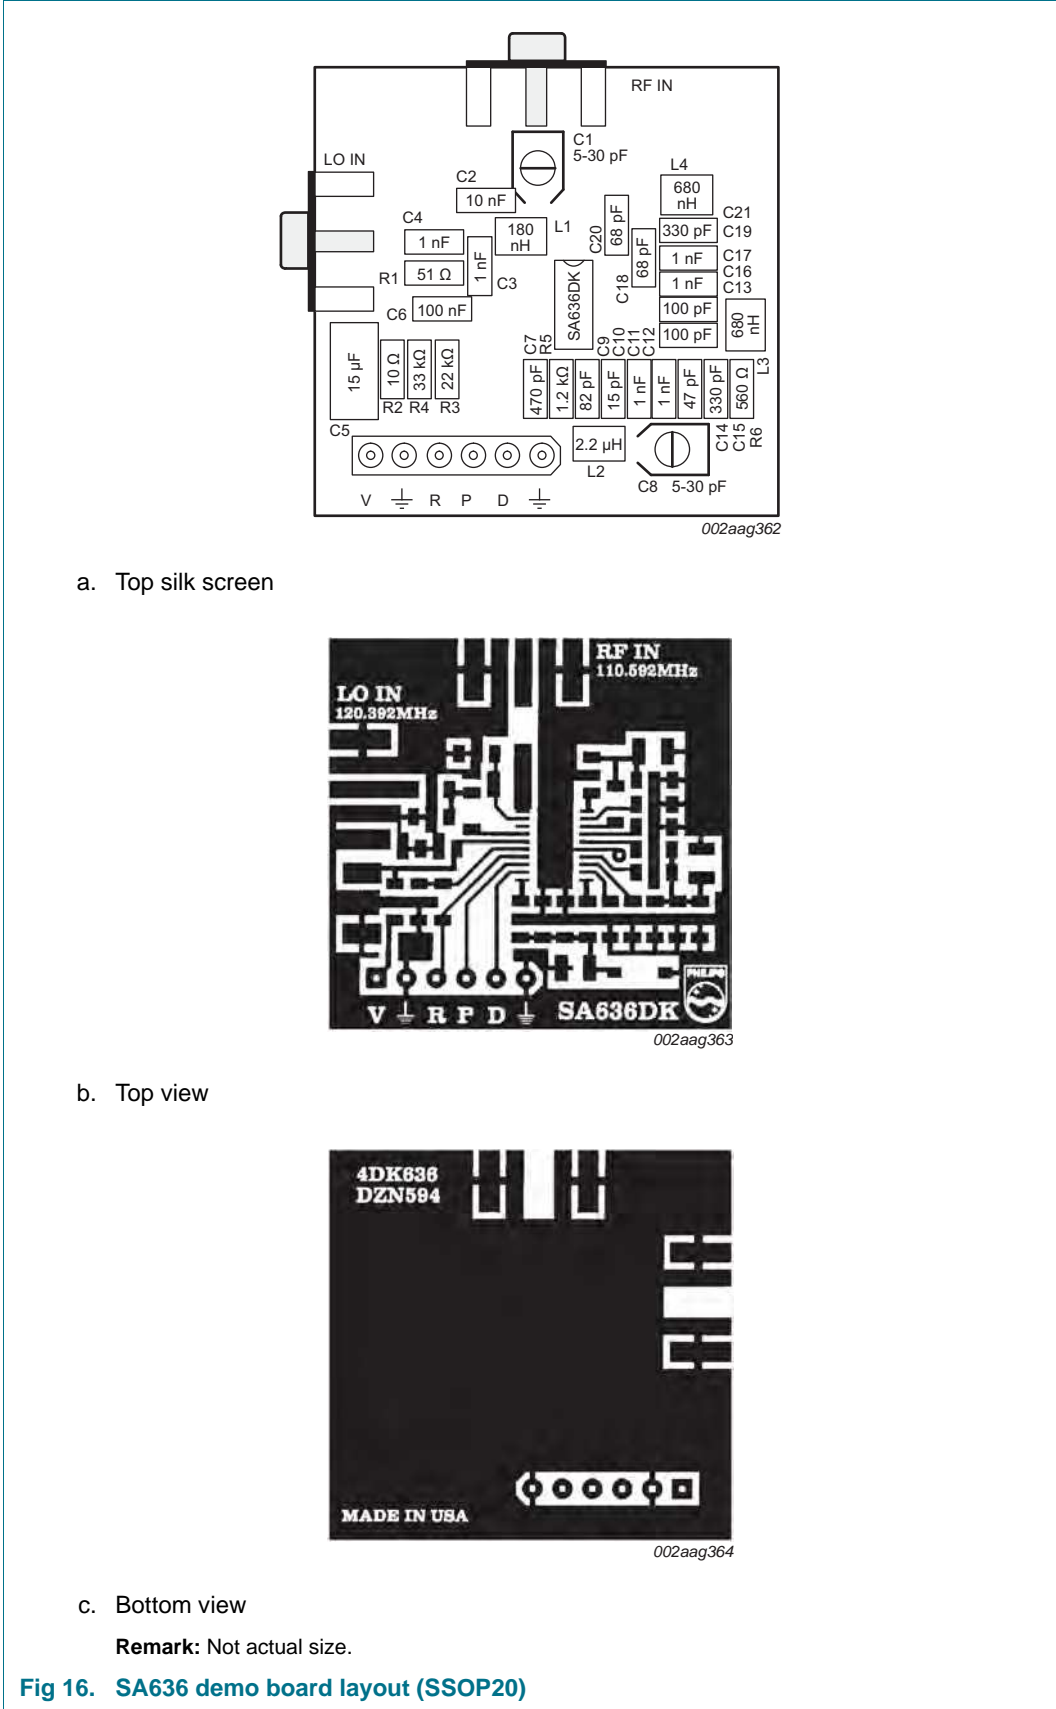 RF IN
C1
5-30 pF
LO IN
L4
C2
680
nH
10 nF
C21
C4
180
nH
L1
C20
68 pF
330 pF
C19
1 nF
1 nF
68 pF
1 nF
C17
R1
51 Ω
C3
C18
SA636DK
1 nF
C16
C13
C6
100 nF
100 pF
680
nH
100 pF
L3
C7
R5
C9
C10
C11
C12
15 µF
10 Ω
33 kΩ
22 kΩ
470 pF
1.2 kΩ
82 pF
15 pF
1 nF
1 nF
47 pF
330 pF
560 Ω
R2
R4
R3
C5
C14
C15
R6
2.2 µH
L2
C8
5-30 pF
V
R
P
D
002aag362
a. Top silk screen
RF IN
110.592MHz
LO IN
120.392MHz
PHILIPS
V
R
P
D
SA636DK
002aag363
b. Top view
4DK636
DZN594
MADE IN USA
002aag364
c. Bottom view
Remark: Not actual size.
Fig 16. SA636 demo board layout (SSOP20)